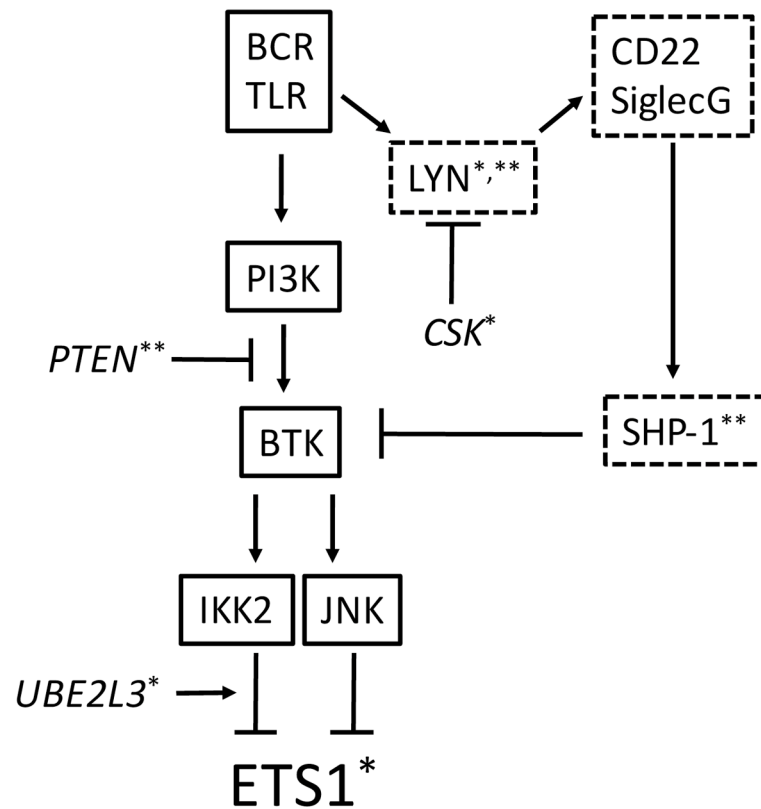 BCR
TLR
CD22
SiglecG
LYN*,**
PI3K
CSK*
PTEN**
BTK
SHP-1**
IKK2
JNK
UBE2L3*
ETS1*